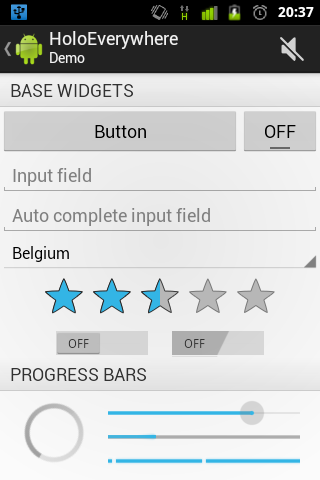 20:37
HoloEverywhere
Demo
BASE WIDGETS
Button
OFF
Input field
Auto complete input field
Belgium
OFF
OFF
PROGRESS BARS